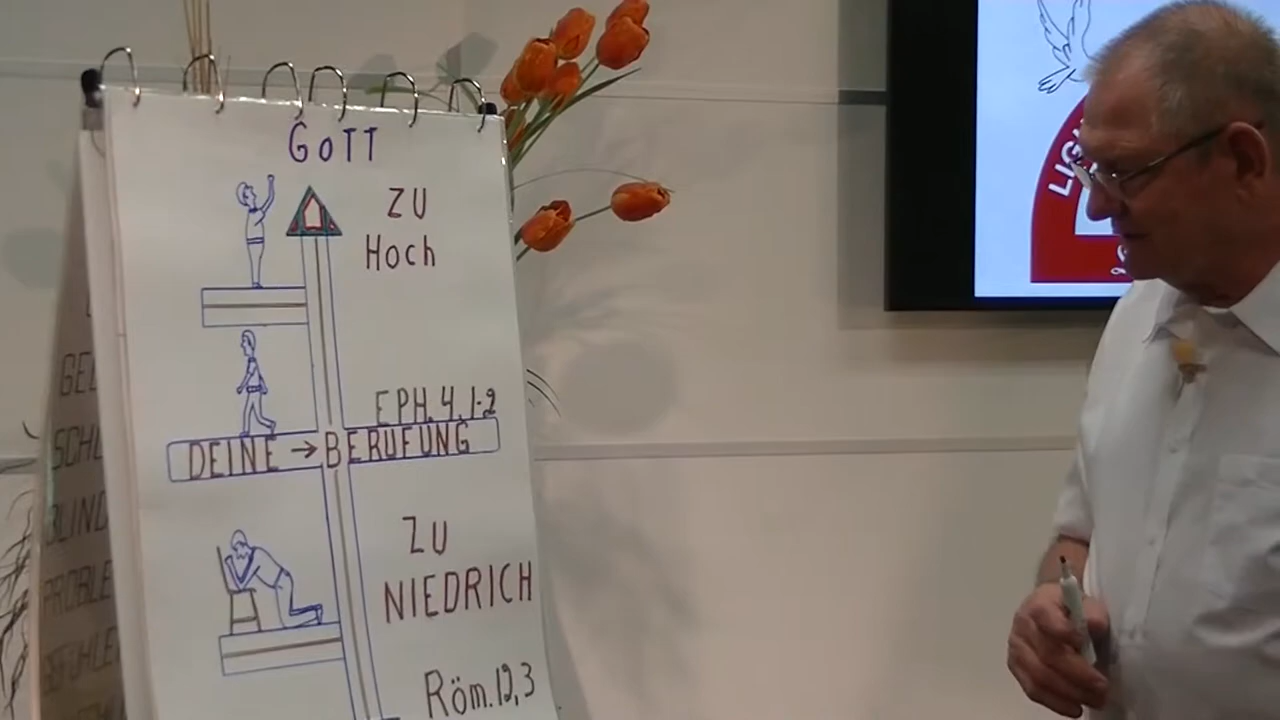 GOTT
ZU
HOCH
EPH. 4,1-2
DEINE → BERUFUNG
ZU
NIEDRICH
Röm. 12,3